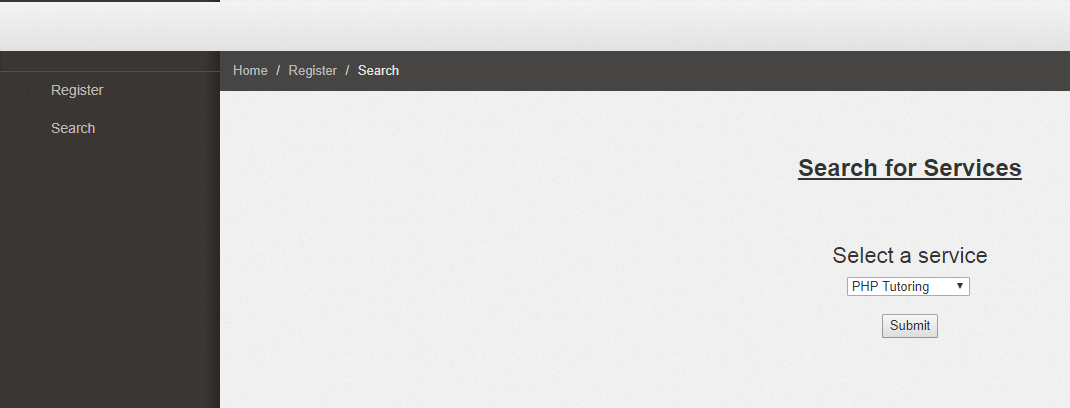 Home / Register / Search
Register
Search
Search for Services
Select a service
PHP Tutoring
Submit